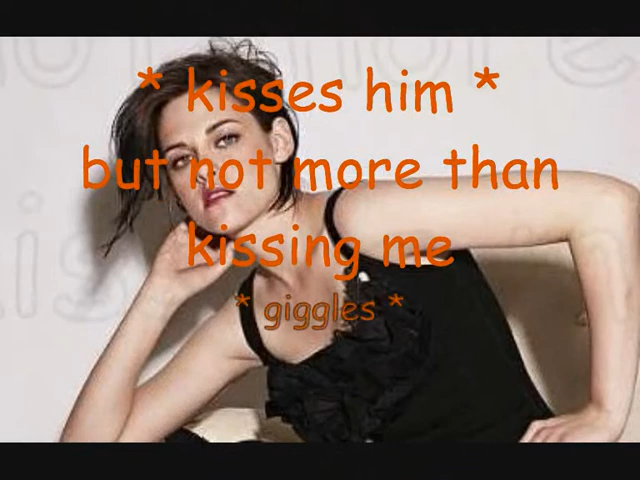 * kisses him *
but not more than
kissing me
* giggles *